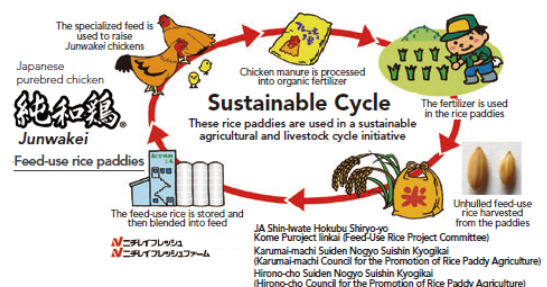 The specialized feed is
used to raise
Junwakei chickens
Chicken manure is processed
into organic fertilizer
Japanese
purebred chicken
純和鶏®
Junwakei
Feed-use rice paddies
Sustainable Cycle
These rice paddies are used in a sustainable
agricultural and livestock cycle initiative
The fertilizer is used
in the rice paddies
米
Unhulled feed-use
rice harvested
from the paddies
The feed-use rice is stored and
then blended into feed
ニチレイフレッシュ
ニチレイフレッシュファーム
JA Shin-Iwate Hokubu Shiryo-yo
Kome Puroject Iinkai (Feed-Use Rice Project Committee)
Karumai-machi Suiden Nogyo Suishin Kyogikai
(Karumai-machi Council for the Promotion of Rice Paddy Agriculture)
Hirono-cho Suiden Nogyo Suishin Kyogikai
(Hirono-cho Council for the Promotion of Rice Paddy Agriculture)